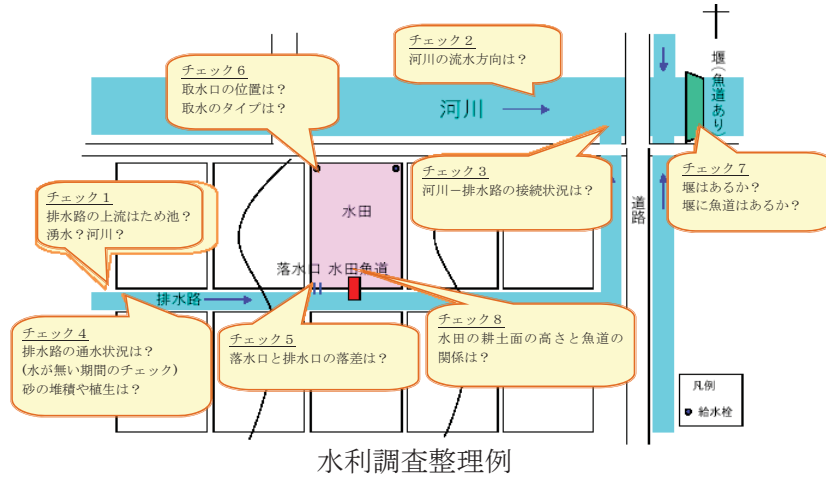 チェック6
取水口の位置は？
取水のタイプは？
チェック2
河川の流水方向は？
堰(魚道あり)
河川
チェック3
河川－排水路の接続状況は？
チェック7
堰はあるか？
堰に魚道はあるか？
チェック1
排水路の上流はため池？
湧水？河川？
水田
道路
落水口 水田魚道
排水路
チェック4
排水路の通水状況は？
(水が無い期間のチェック)
砂の堆積や植生は？
チェック5
落水口と排水口の落差は？
チェック8
水田の耕土面の高さと魚道の
関係は？
凡例
給水栓
水利調査整理例